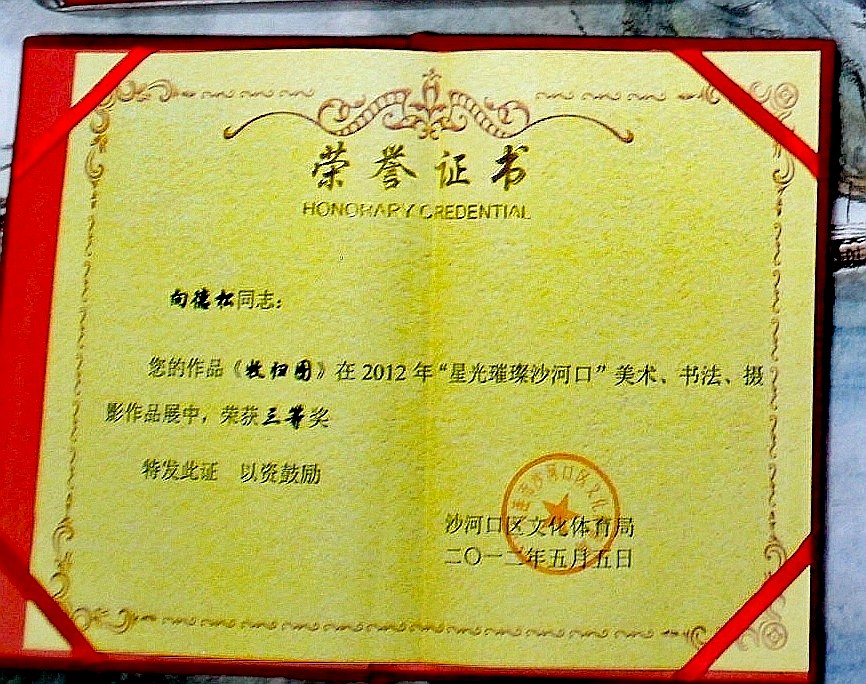 荣誉证书
HONORARY CREDENTIAL
向德松同志：
您的作品《牧归图》在2012年“星光璀璨沙河口”美术、书法、摄
影作品展中，荣获三等奖
特发此证 以资鼓励
沙河口区文化体育局
二〇一二年五月五日